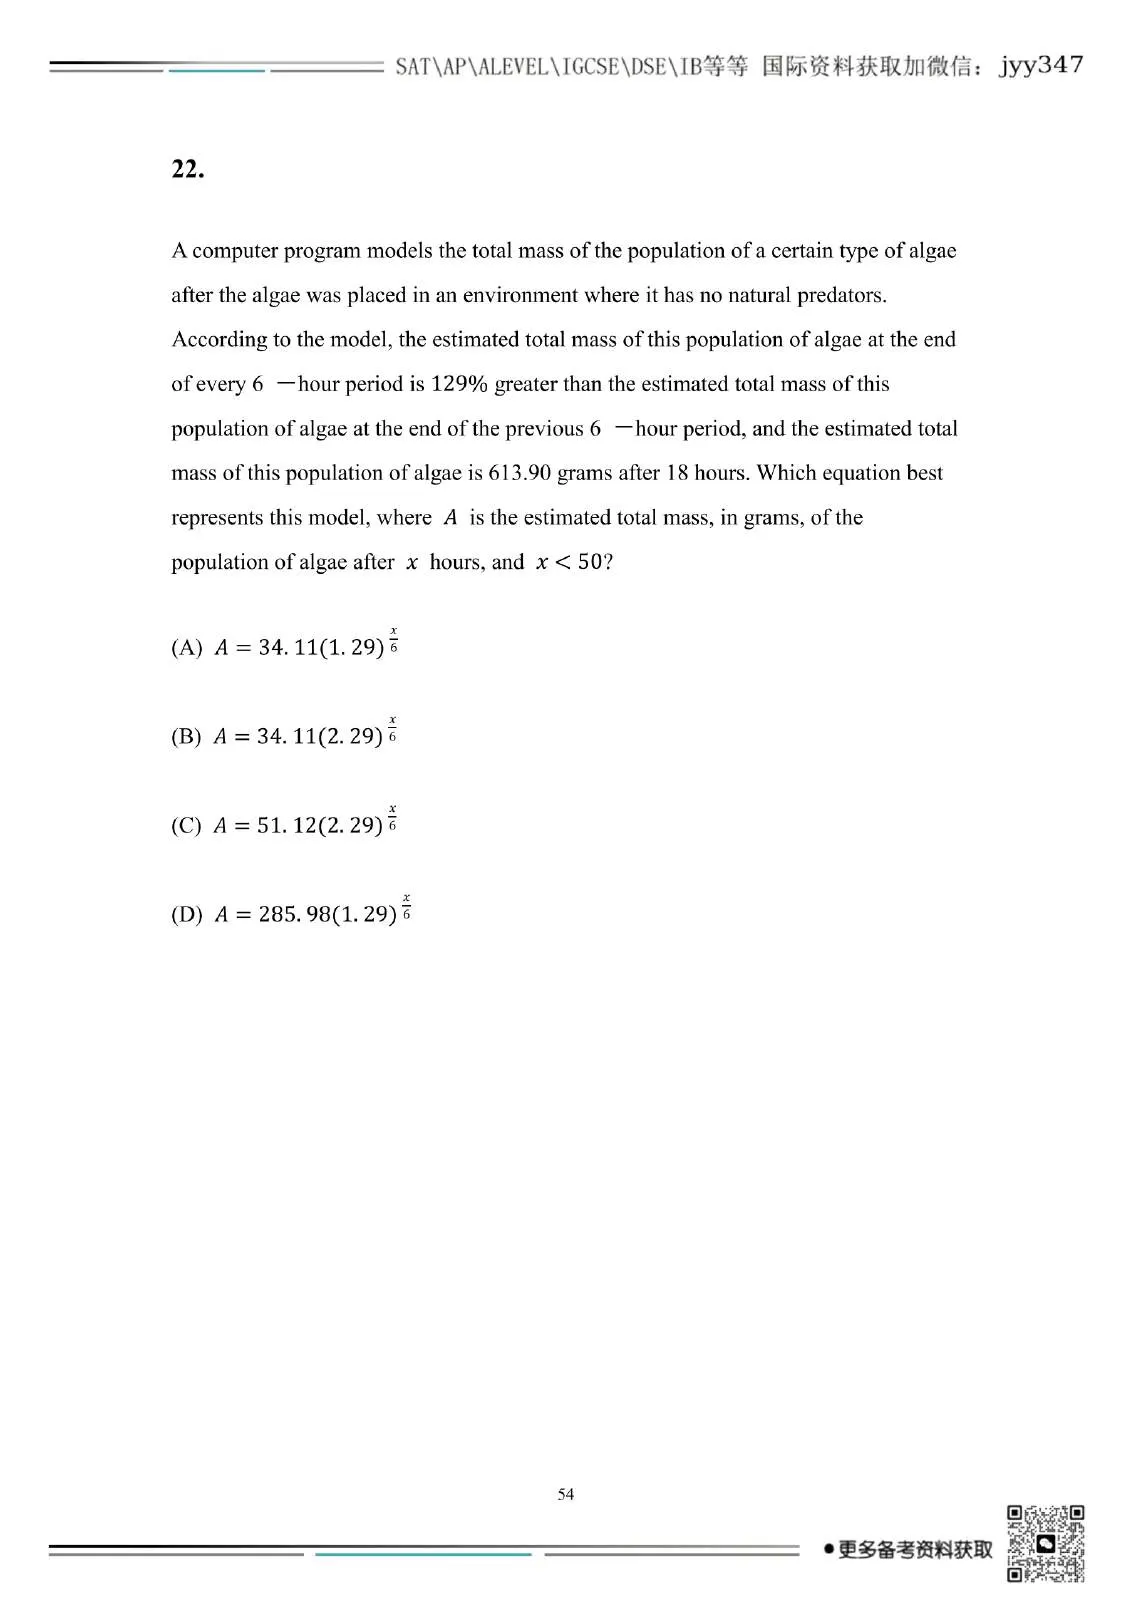 SAT\AP\ALEVEL\IGCSE\DSE\IB等等 国际资料获取加微信: jyy347
22.
A computer program models the total mass of the population of a certain type of algae
after the algae was placed in an environment where it has no natural predators.
According to the model, the estimated total mass of this population of algae at the end
of every 6 －hour period is 129% greater than the estimated total mass of this
population of algae at the end of the previous 6 －hour period, and the estimated total
mass of this population of algae is 613.90 grams after 18 hours. Which equation best
represents this model, where A is the estimated total mass, in grams, of the
population of algae after x hours, and x < 50?
(A) A = 34.11(1.29)^(x/6)
(B) A = 34.11(2.29)^(x/6)
(C) A = 51.12(2.29)^(x/6)
(D) A = 285.98(1.29)^(x/6)
54
●更多备考资料获取